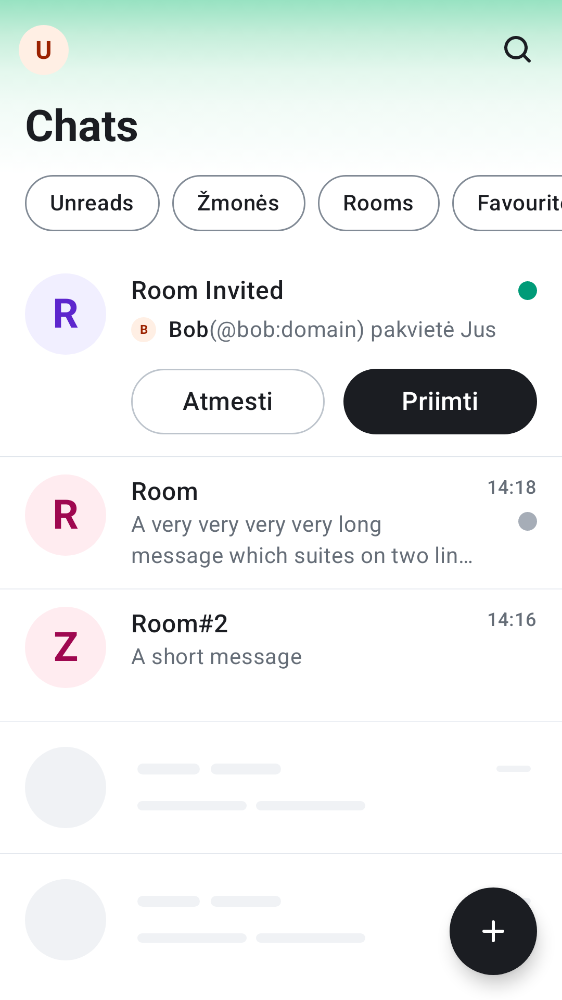 U
Chats
Unreads
Žmonės
Rooms
Favourit
R
Room Invited
B
Bob(@bob:domain) pakvietė Jus
Atmesti
Priimti
R
Room
14:18
A very very very very long
message which suites on two lin…
Z
Room#2
14:16
A short message